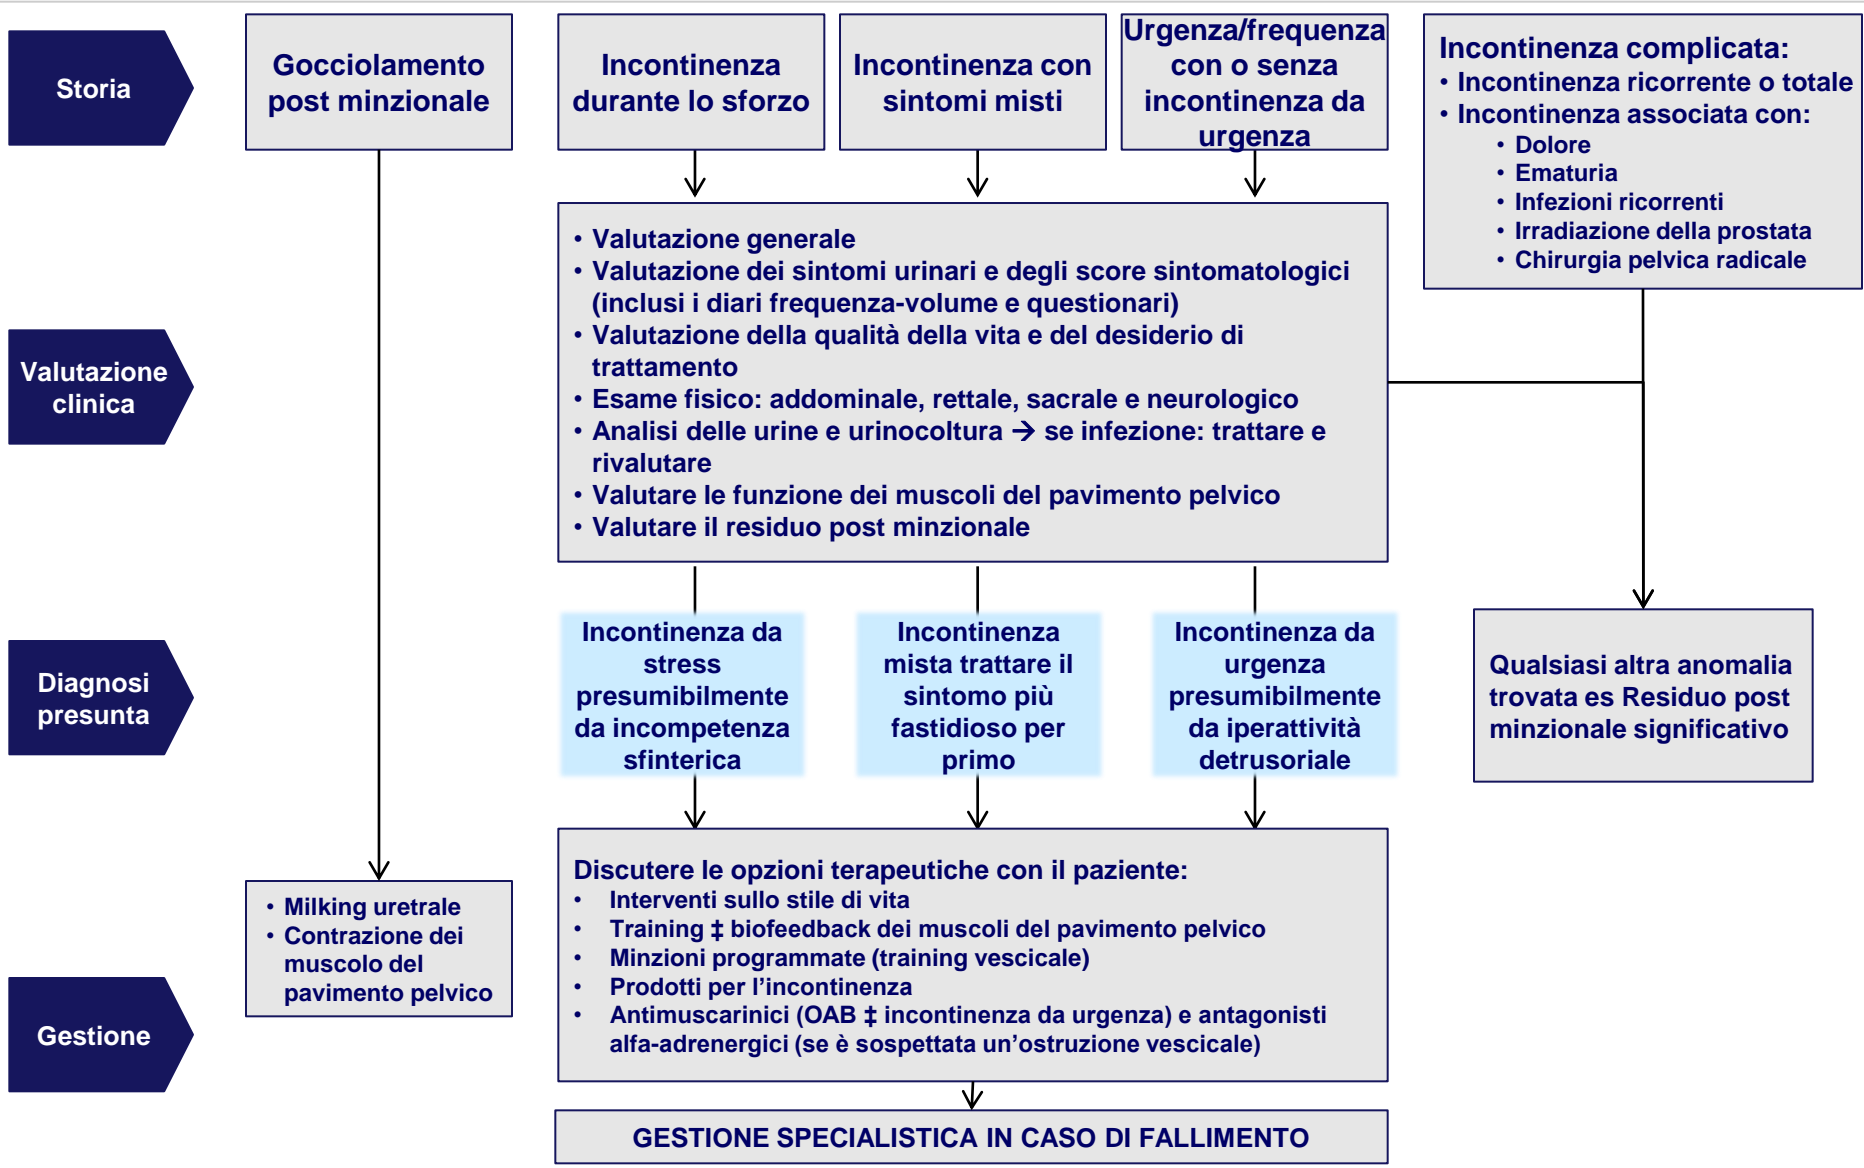 Storia
Gocciolamento
post minzionale
Incontinenza
durante lo sforzo
Incontinenza con
sintomi misti
Urgenza/frequenza
con o senza
incontinenza da
urgenza
Incontinenza complicata:
• Incontinenza ricorrente o totale
• Incontinenza associata con:
• Dolore
• Ematuria
• Infezioni ricorrenti
• Irradiazione della prostata
• Chirurgia pelvica radicale
Valutazione
clinica
• Valutazione generale
• Valutazione dei sintomi urinari e degli score sintomatologici
(inclusi i diari frequenza-volume e questionari)
• Valutazione della qualità della vita e del desiderio di
trattamento
• Esame fisico: addominale, rettale, sacrale e neurologico
• Analisi delle urine e urinocoltura → se infezione: trattare e
rivalutare
• Valutare le funzione dei muscoli del pavimento pelvico
• Valutare il residuo post minzionale
Diagnosi
presunta
Incontinenza da
stress
presumibilmente
da incompetenza
sfinterica
Incontinenza
mista trattare il
sintomo più
fastidioso per
primo
Incontinenza da
urgenza
presumibilmente
da iperattività
detrusoriale
Qualsiasi altra anomalia
trovata es Residuo post
minzionale significativo
Gestione
• Milking uretrale
• Contrazione dei
muscolo del
pavimento pelvico
Discutere le opzioni terapeutiche con il paziente:
• Interventi sullo stile di vita
• Training ‡ biofeedback dei muscoli del pavimento pelvico
• Minzioni programmate (training vescicale)
• Prodotti per l’incontinenza
• Antimuscarinici (OAB ‡ incontinenza da urgenza) e antagonisti
alfa-adrenergici (se è sospettata un’ostruzione vescicale)
GESTIONE SPECIALISTICA IN CASO DI FALLIMENTO